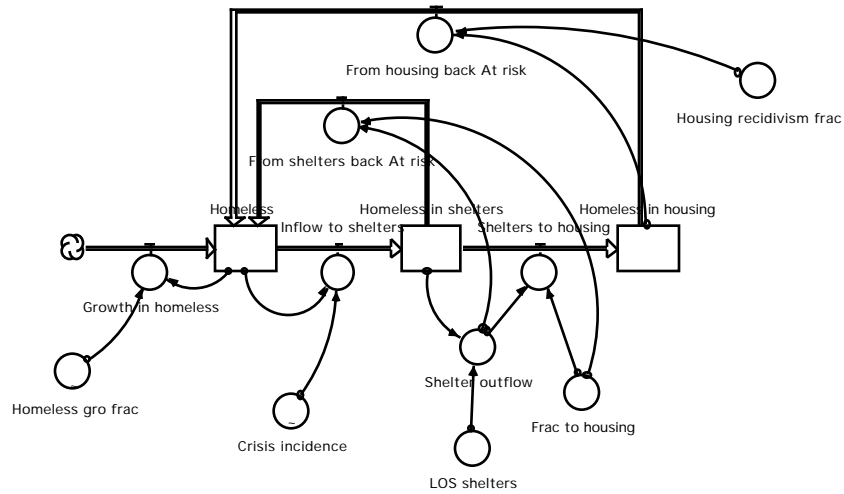 From housing back At risk
Housing recidivism frac
From shelters back At risk
Homeless
Homeless in shelters
Homeless in housing
Inflow to shelters
Shelters to housing
Growth in homeless
Shelter outflow
Homeless gro frac
~
Frac to housing
Crisis incidence
LOS shelters